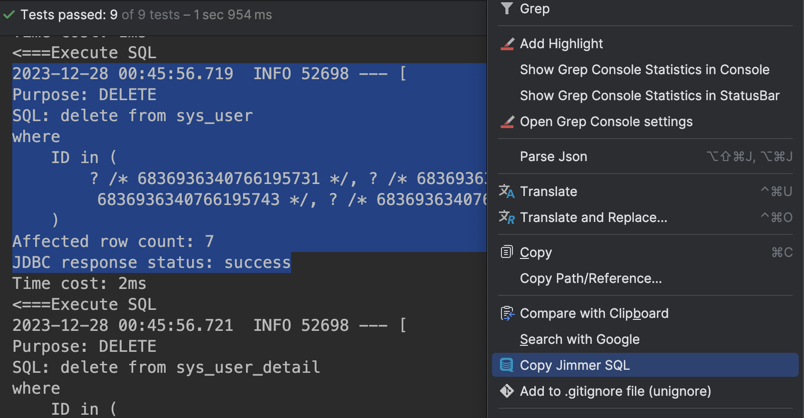 Tests passed: 9 of 9 tests – 1 sec 954 ms
<===Execute SQL
2023-12-28 00:45:56.719  INFO 52698 --- [
Purpose: DELETE
SQL: delete from sys_user
where
    ID in (
        ? /* 6836936340766195731 */, ? /* 68369363
         6836936340766195743 */, ? /* 68369363407
    )
Affected row count: 7
JDBC response status: success
Time cost: 2ms
<===Execute SQL
2023-12-28 00:45:56.721  INFO 52698 --- [
Purpose: DELETE
SQL: delete from sys_user_detail
where
    ID in (
Grep
Add Highlight
Show Grep Console Statistics in Console
Show Grep Console Statistics in StatusBar
Open Grep Console settings
Parse Json ⌥⇧⌘J, ⌥⌘J
Translate ^⌘U
Translate and Replace... ^⌘O
Copy ⌘C
Copy Path/Reference...
Compare with Clipboard
Search with Google
Copy Jimmer SQL
Add to .gitignore file (unignore)